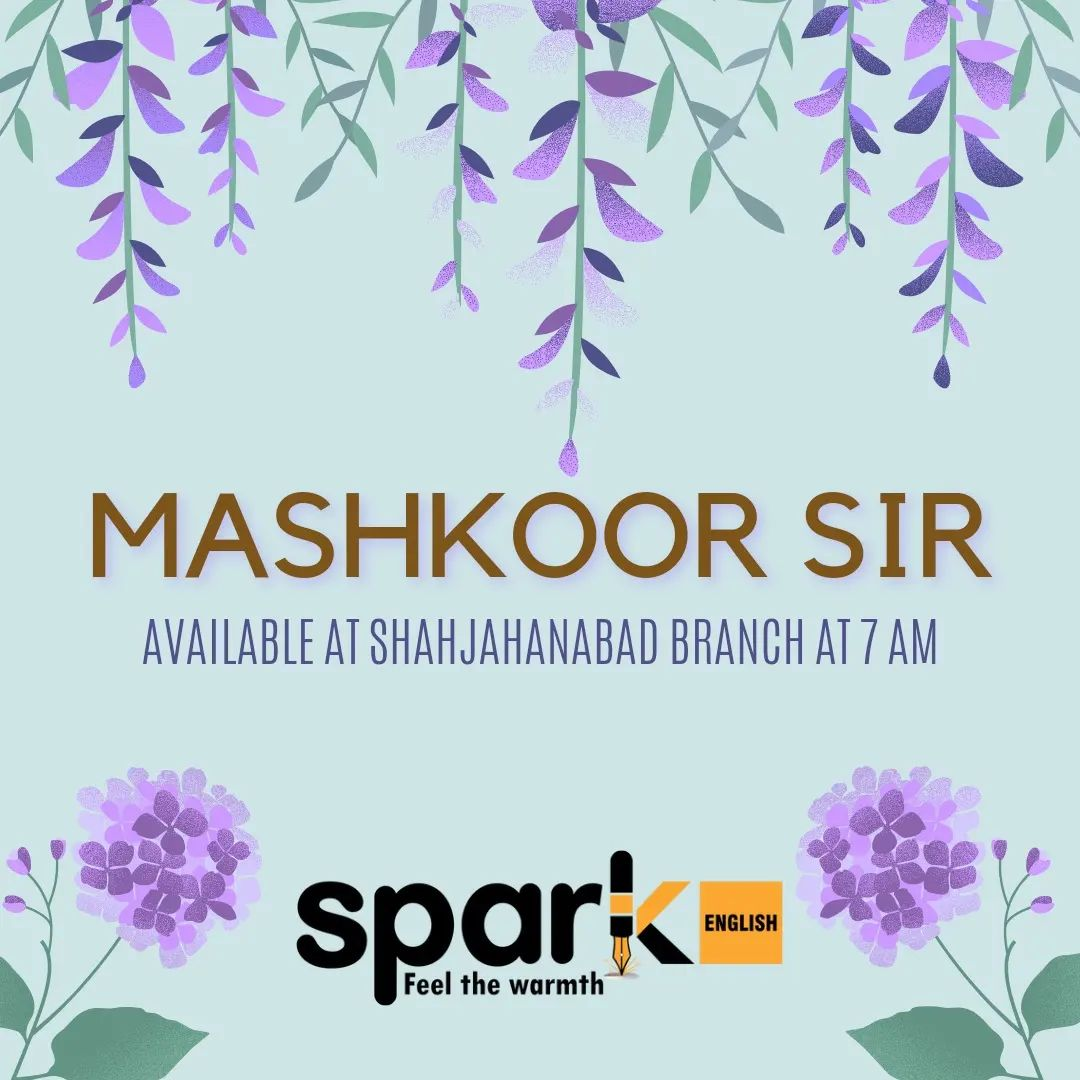 MASHKOOR SIR
AVAILABLE AT SHAHJAHANABAD BRANCH AT 7 AM
spark ENGLISH
Feel the warmth